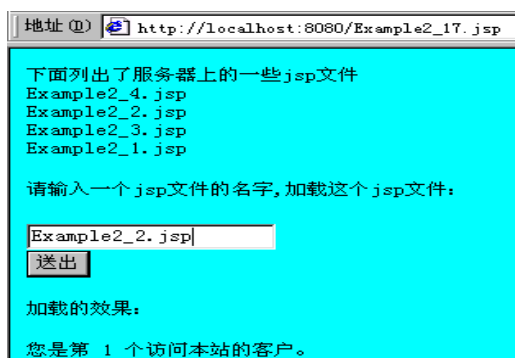 地址(D) http://localhost:8080/Example2_17.jsp
下面列出了服务器上的一些jsp文件
Example2_4.jsp
Example2_2.jsp
Example2_3.jsp
Example2_1.jsp
请输入一个jsp文件的名字,加载这个jsp文件:
Example2_2.jsp
送出
加载的效果:
您是第 1 个访问本站的客户。